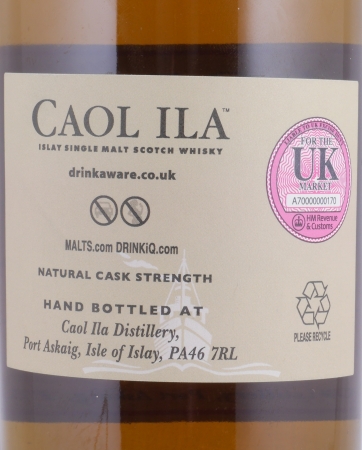 CAOL ILA™
ISLAY SINGLE MALT SCOTCH WHISKY
drinkaware.co.uk
MALTS.com DRINKiQ.com
NATURAL CASK STRENGTH
HAND BOTTLED AT
Caol Ila Distillery,
Port Askaig, Isle of Islay, PA46 7RL
FOR THE
UK
MARKET
A70000000170
HM Revenue
& Customs
PLEASE RECYCLE